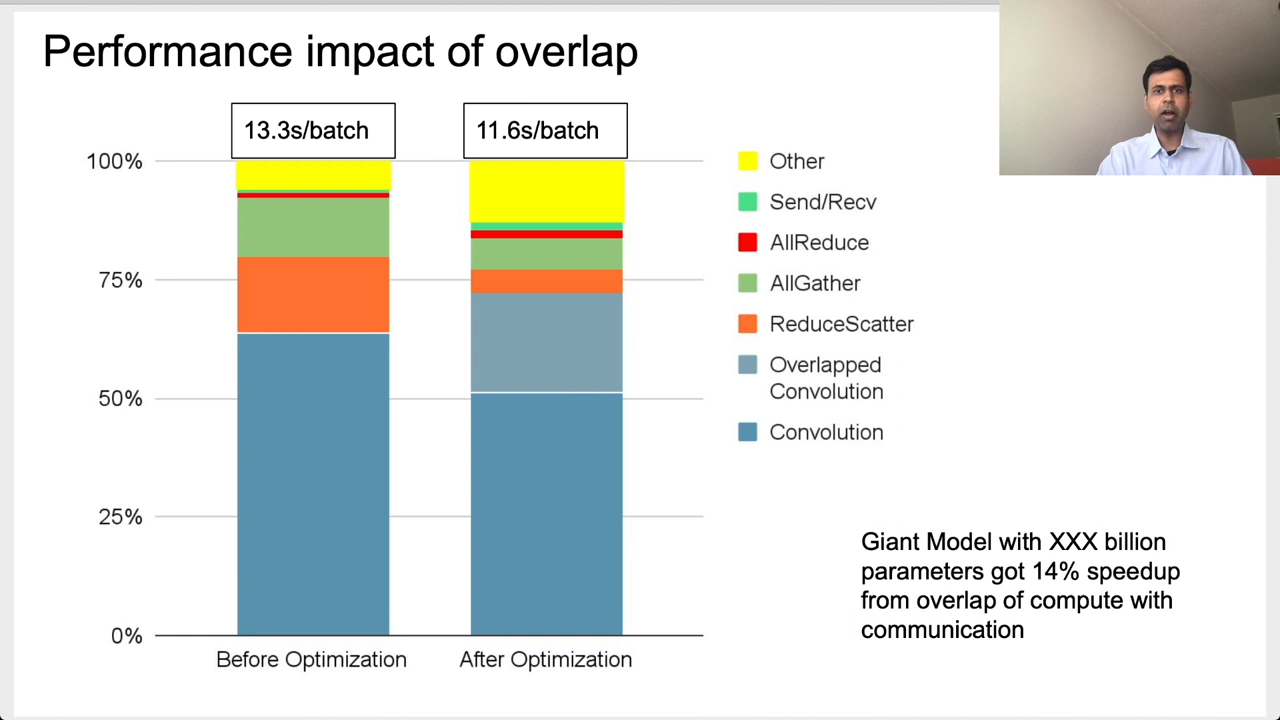 Performance impact of overlap
13.3s/batch
11.6s/batch
100%
75%
50%
25%
0%
Before Optimization
After Optimization
Other
Send/Recv
AllReduce
AllGather
ReduceScatter
Overlapped
Convolution
Convolution
Giant Model with XXX billion
parameters got 14% speedup
from overlap of compute with
communication